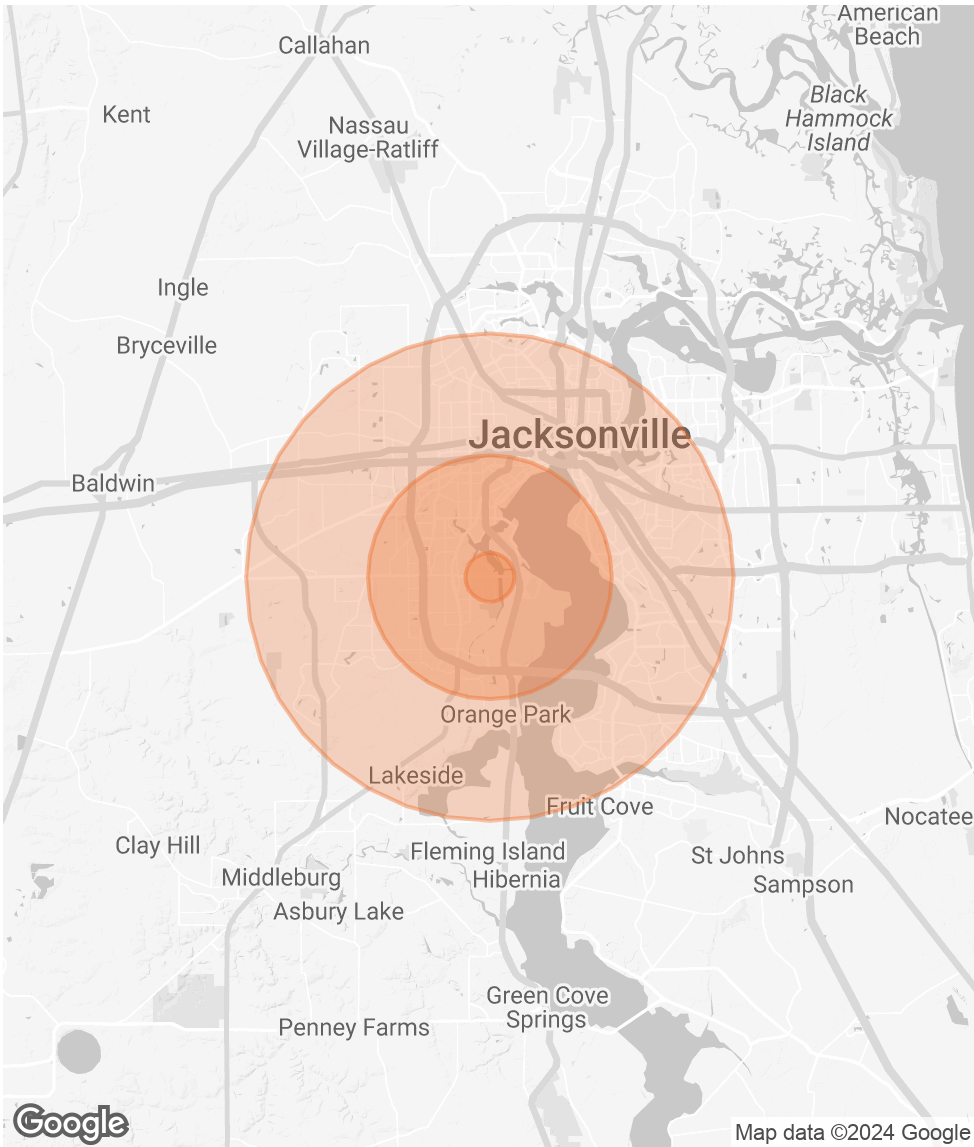 American
Beach
Callahan
Black
Hammock
Island
Kent
Nassau
Village-Ratliff
Ingle
Bryceville
Jacksonville
Baldwin
Orange Park
Lakeside
Fruit Cove
Nocatee
Clay Hill
Fleming Island
St Johns
Middleburg
Hibernia
Sampson
Asbury Lake
Green Cove
Springs
Penney Farms
Google
Map data ©2024 Google